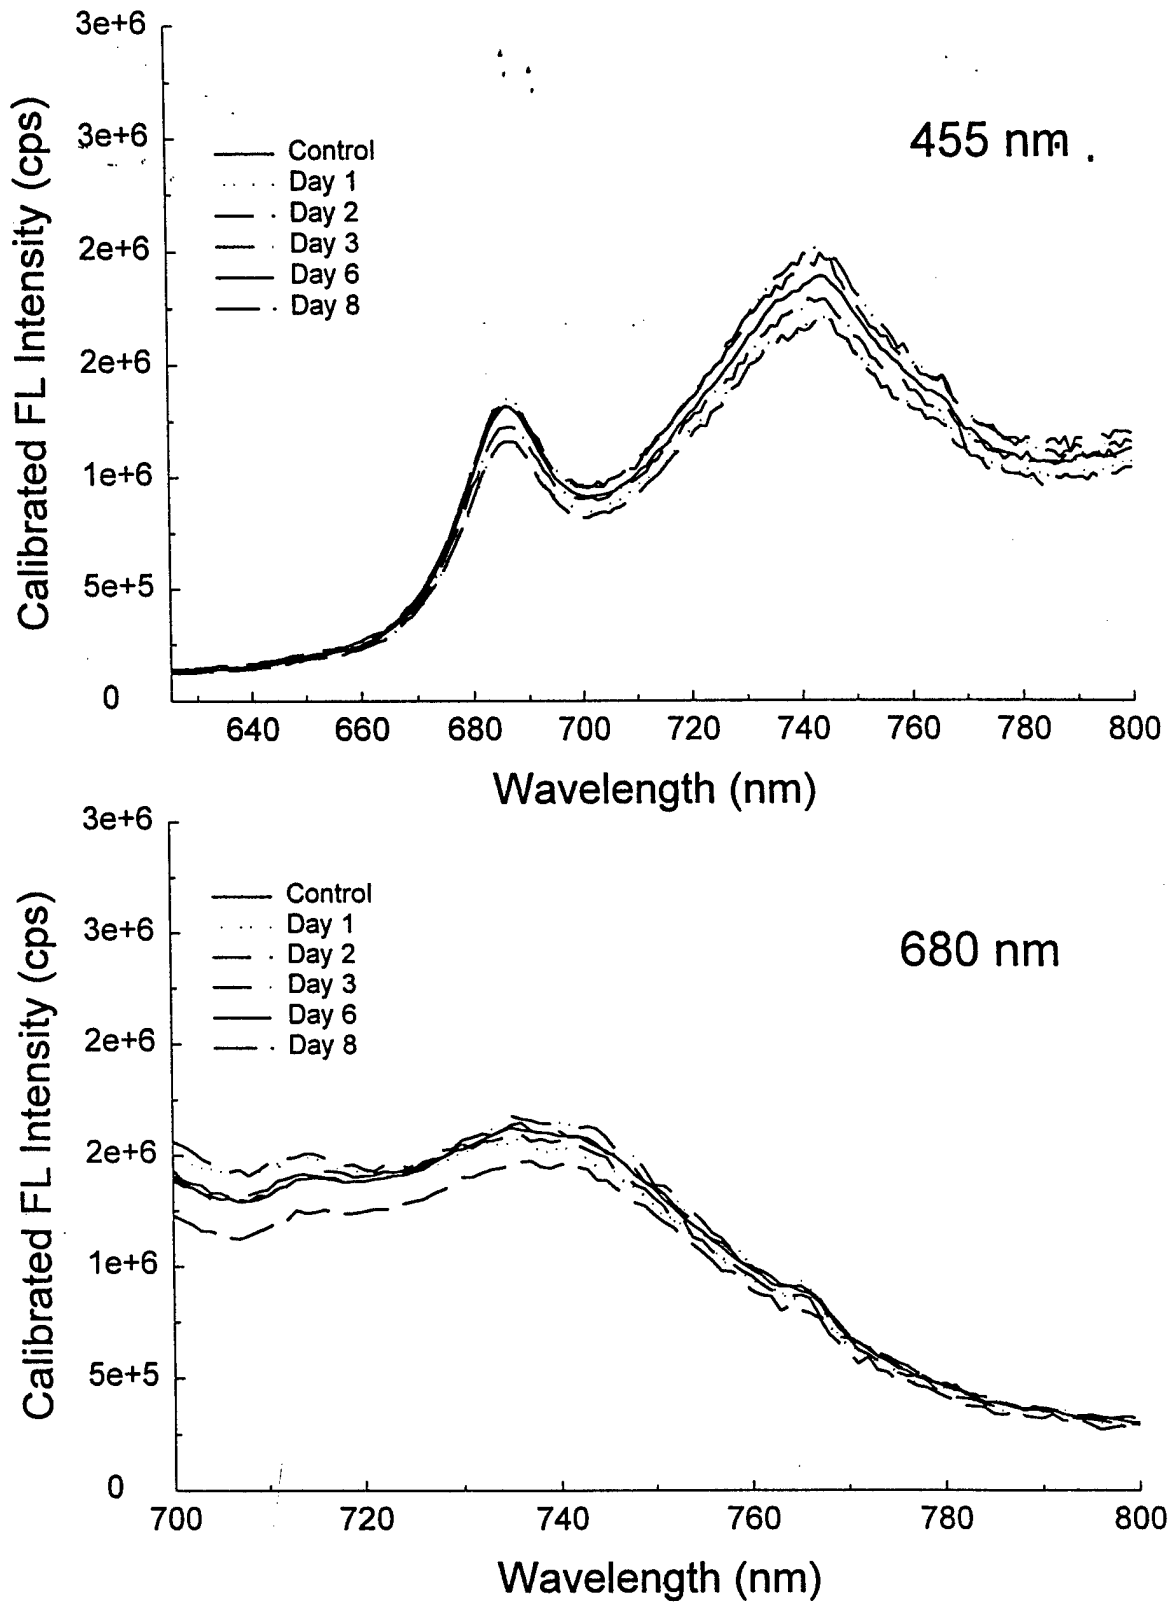 3e+6
3e+6
2e+6
2e+6
1e+6
5e+5
0
Calibrated FL Intensity (cps)
455 nm
Control
Day 1
Day 2
Day 3
Day 6
Day 8
640 660 680 700 720 740 760 780 800
Wavelength (nm)
3e+6
3e+6
2e+6
2e+6
1e+6
5e+5
0
Calibrated FL Intensity (cps)
680 nm
Control
Day 1
Day 2
Day 3
Day 6
Day 8
700 720 740 760 780 800
Wavelength (nm)